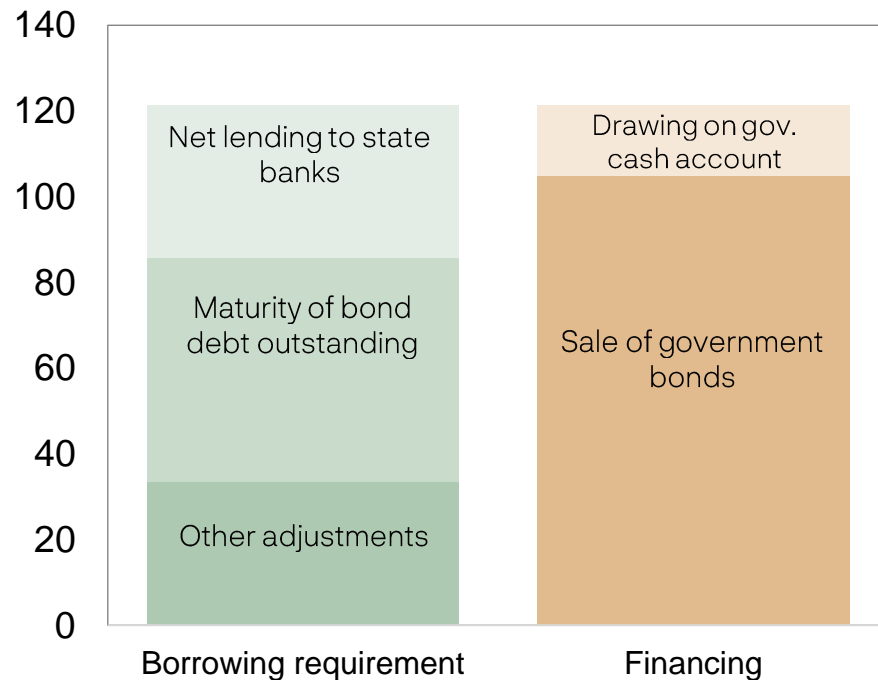 140
120
100
80
60
40
20
0
Net lending to state
banks
Maturity of bond
debt outstanding
Other adjustments
Drawing on gov.
cash account
Sale of government
bonds
Borrowing requirement
Financing